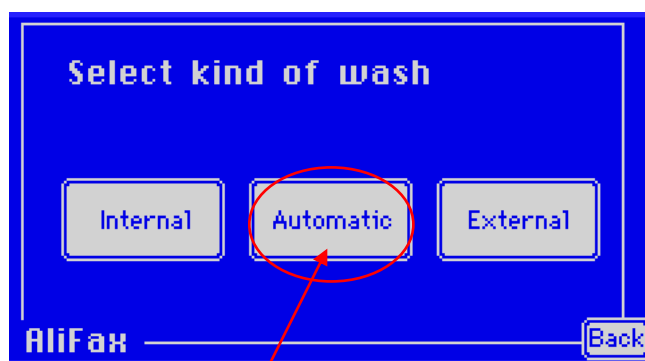 Select kind of wash
Internal Automatic External
AliFax Back